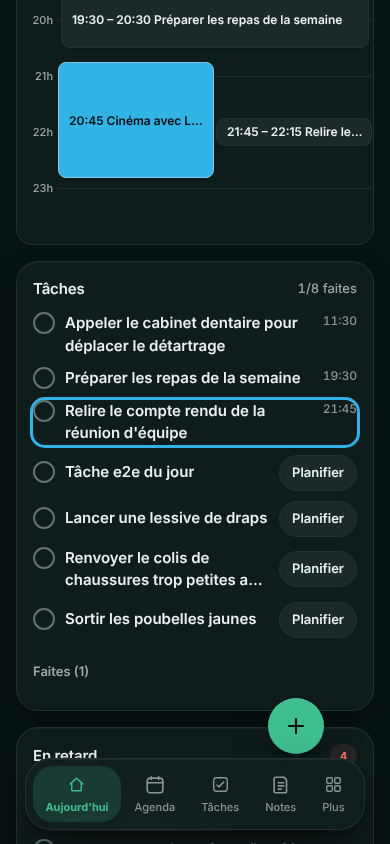 20h
19:30 – 20:30 Préparer les repas de la semaine
21h
20:45 Cinéma avec L…
22h
21:45 – 22:15 Relire le…
23h
Tâches
1/8 faites
Appeler le cabinet dentaire pour
déplacer le détartrage
11:30
Préparer les repas de la semaine
19:30
Relire le compte rendu de la
réunion d'équipe
21:45
Tâche e2e du jour
Planifier
Lancer une lessive de draps
Planifier
Renvoyer le colis de
chaussures trop petites a…
Planifier
Sortir les poubelles jaunes
Planifier
Faites (1)
+
En retard
4
Aujourd'hui
Agenda
Tâches
Notes
Plus